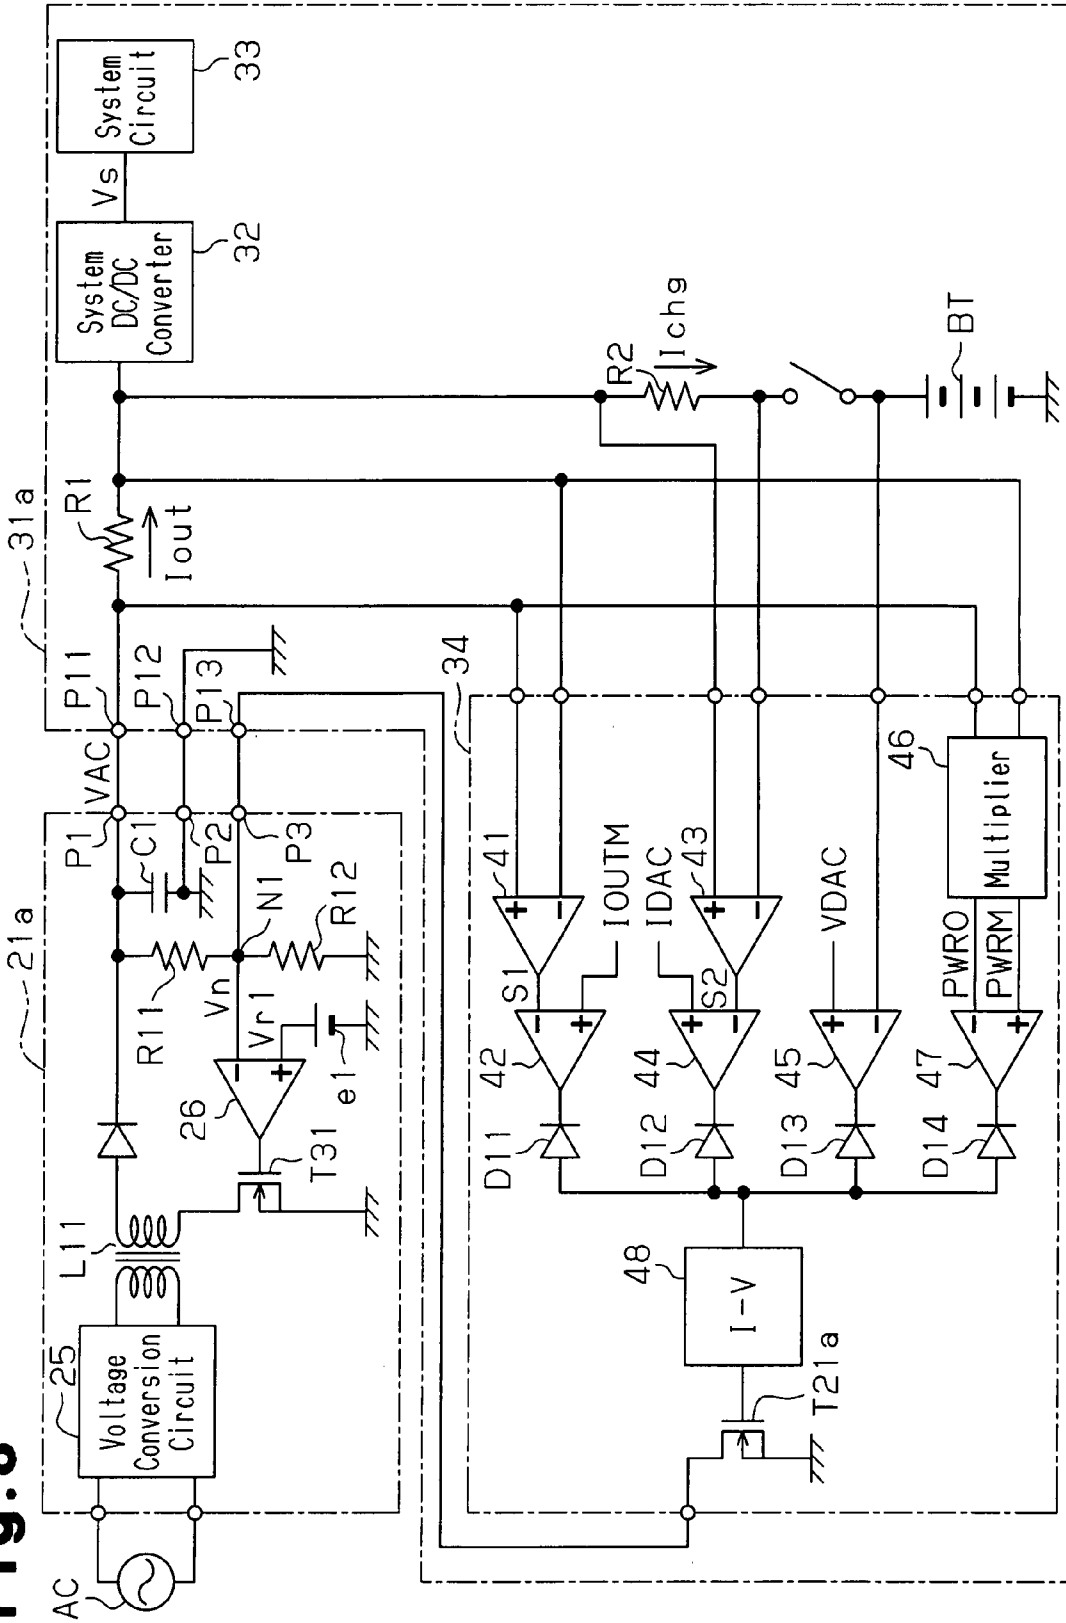 Fig.8
21a
31a
AC
25
Voltage
Conversion
Circuit
L11
R11
C1
P1
VAC
P11
R1
Iout
System
DC/DC
Converter
32
Vs
System
Circuit
33
P2
P12
P3
P13
Vn
N1
Vr1
R12
26
e1
T31
34
R2
Ichg
BT
41
S1
42
D11
IOUTM
IDAC
43
S2
44
D12
VDAC
45
D13
46
Multiplier
PWRO
PWRM
47
D14
48
I-V
T21a